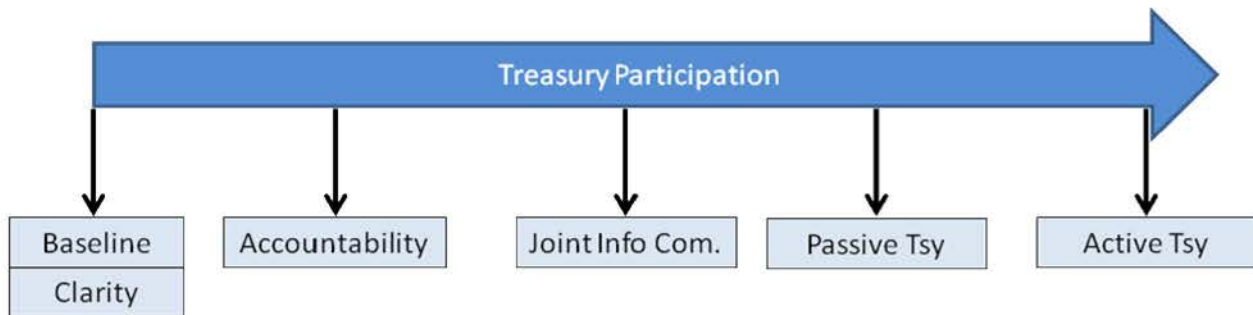 Treasury Participation
Baseline
Accountability
Joint Info Com.
Passive Tsy
Active Tsy
Clarity